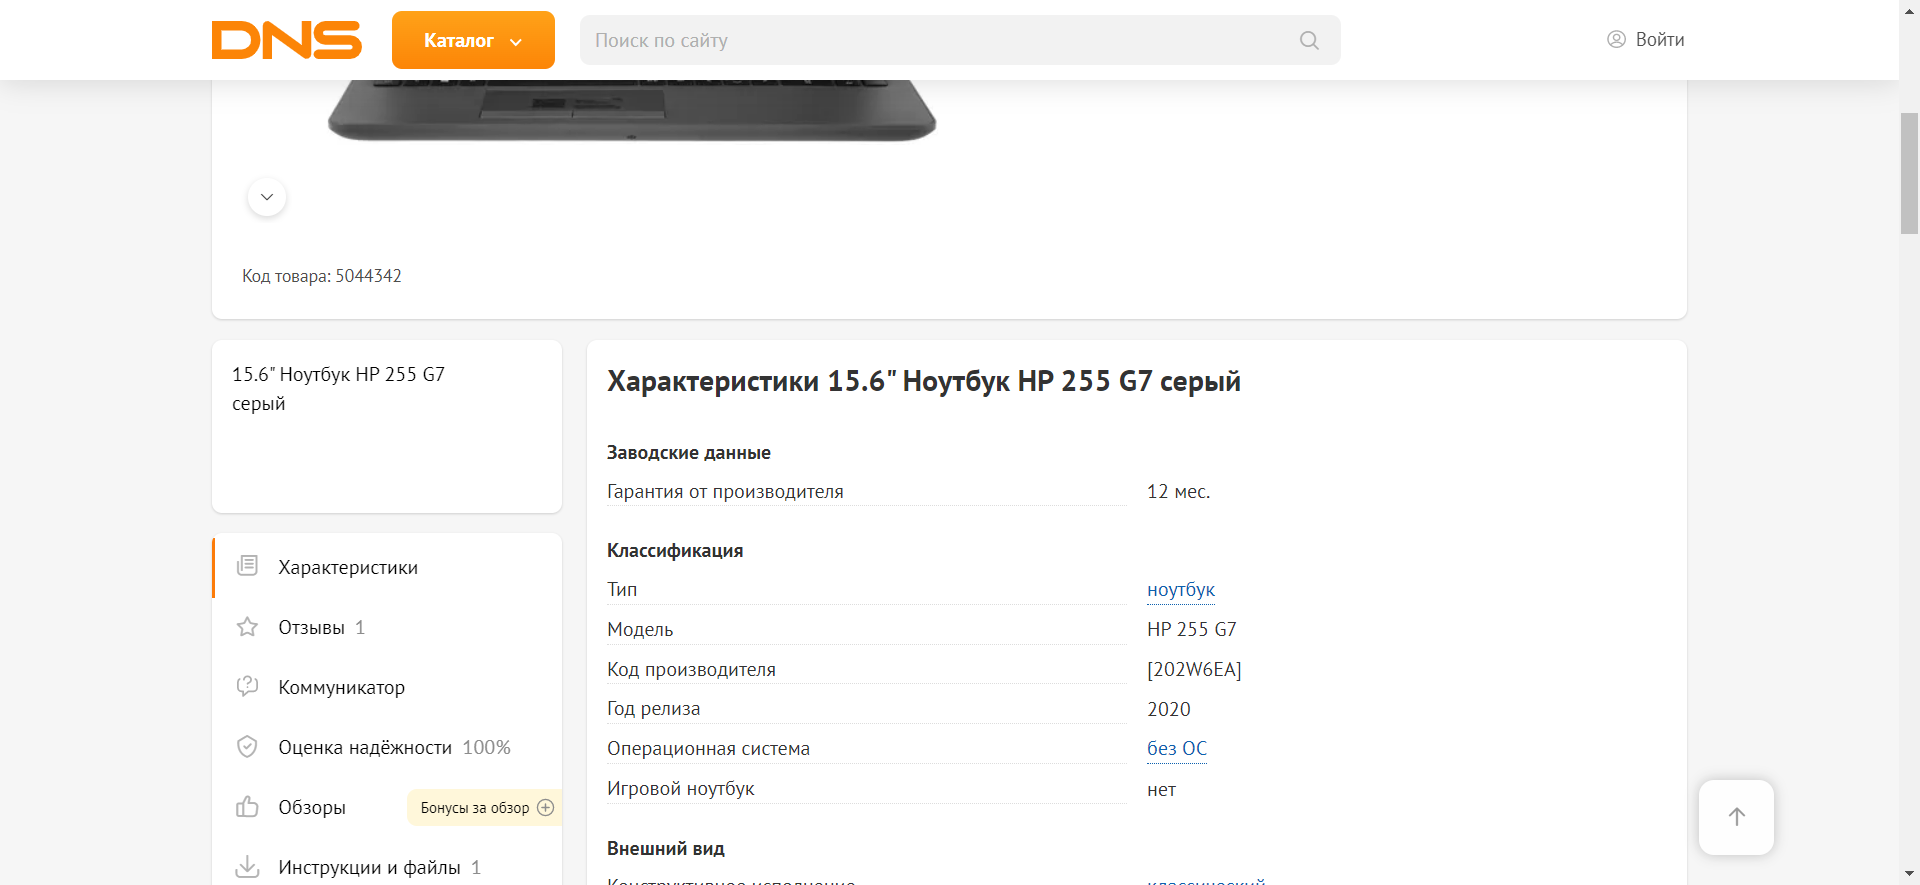 DNS
Каталог
Поиск по сайту
Войти
Код товара: 5044342
15.6" Ноутбук HP 255 G7
серый
Характеристики
Отзывы 1
Коммуникатор
Оценка надёжности 100%
Обзоры Бонусы за обзор
Инструкции и файлы 1
Характеристики 15.6" Ноутбук HP 255 G7 серый
Заводские данные
Гарантия от производителя 12 мес.
Классификация
Тип ноутбук
Модель HP 255 G7
Код производителя [202W6EA]
Год релиза 2020
Операционная система без ОС
Игровой ноутбук нет
Внешний вид
Конструктивное исполнение классический